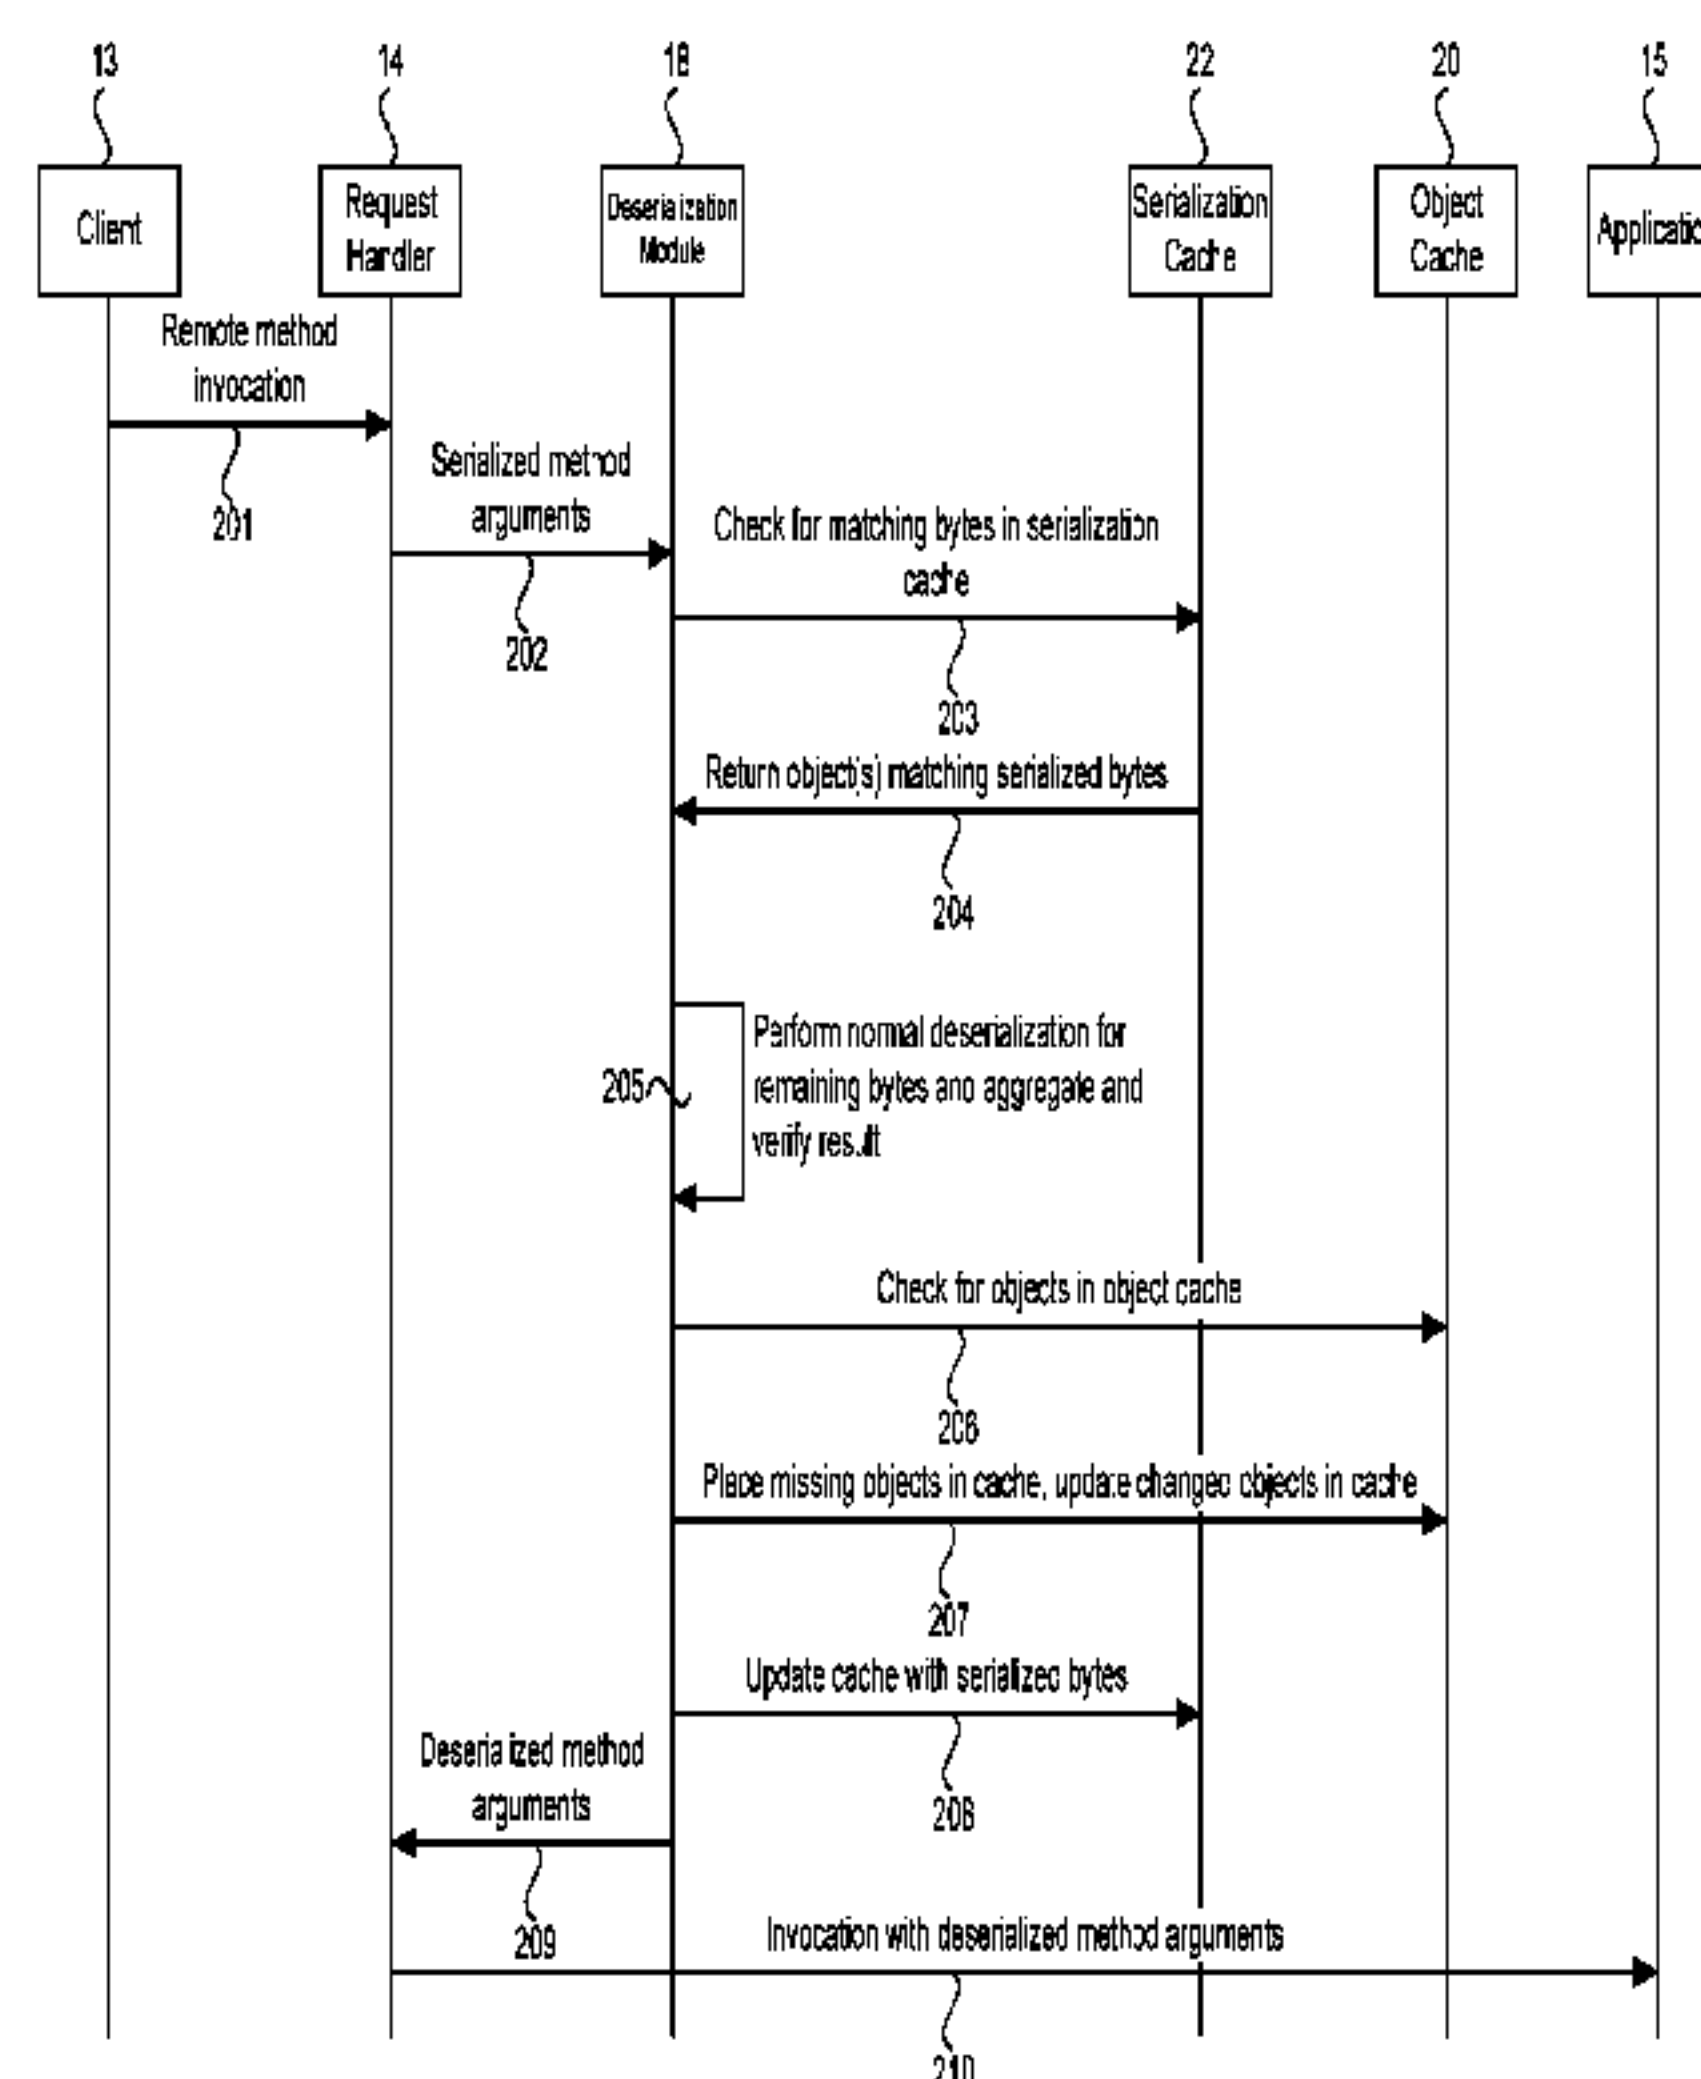 13
14
18
22
20
15
Client
Request
Handler
Deserialization
Module
Serialization
Cache
Object
Cache
Applicatio
Remote method
invocation
201
Serialized method
arguments
202
Check for matching bytes in serialization
cache
203
Return object(s) matching serialized bytes
204
205
Perform normal deserialization for
remaining bytes and aggregate and
verify result
Check for objects in object cache
206
Place missing objects in cache, update changed objects in cache
207
Update cache with serialized bytes
208
Deserialized method
arguments
209
Invocation with deserialized method arguments
210